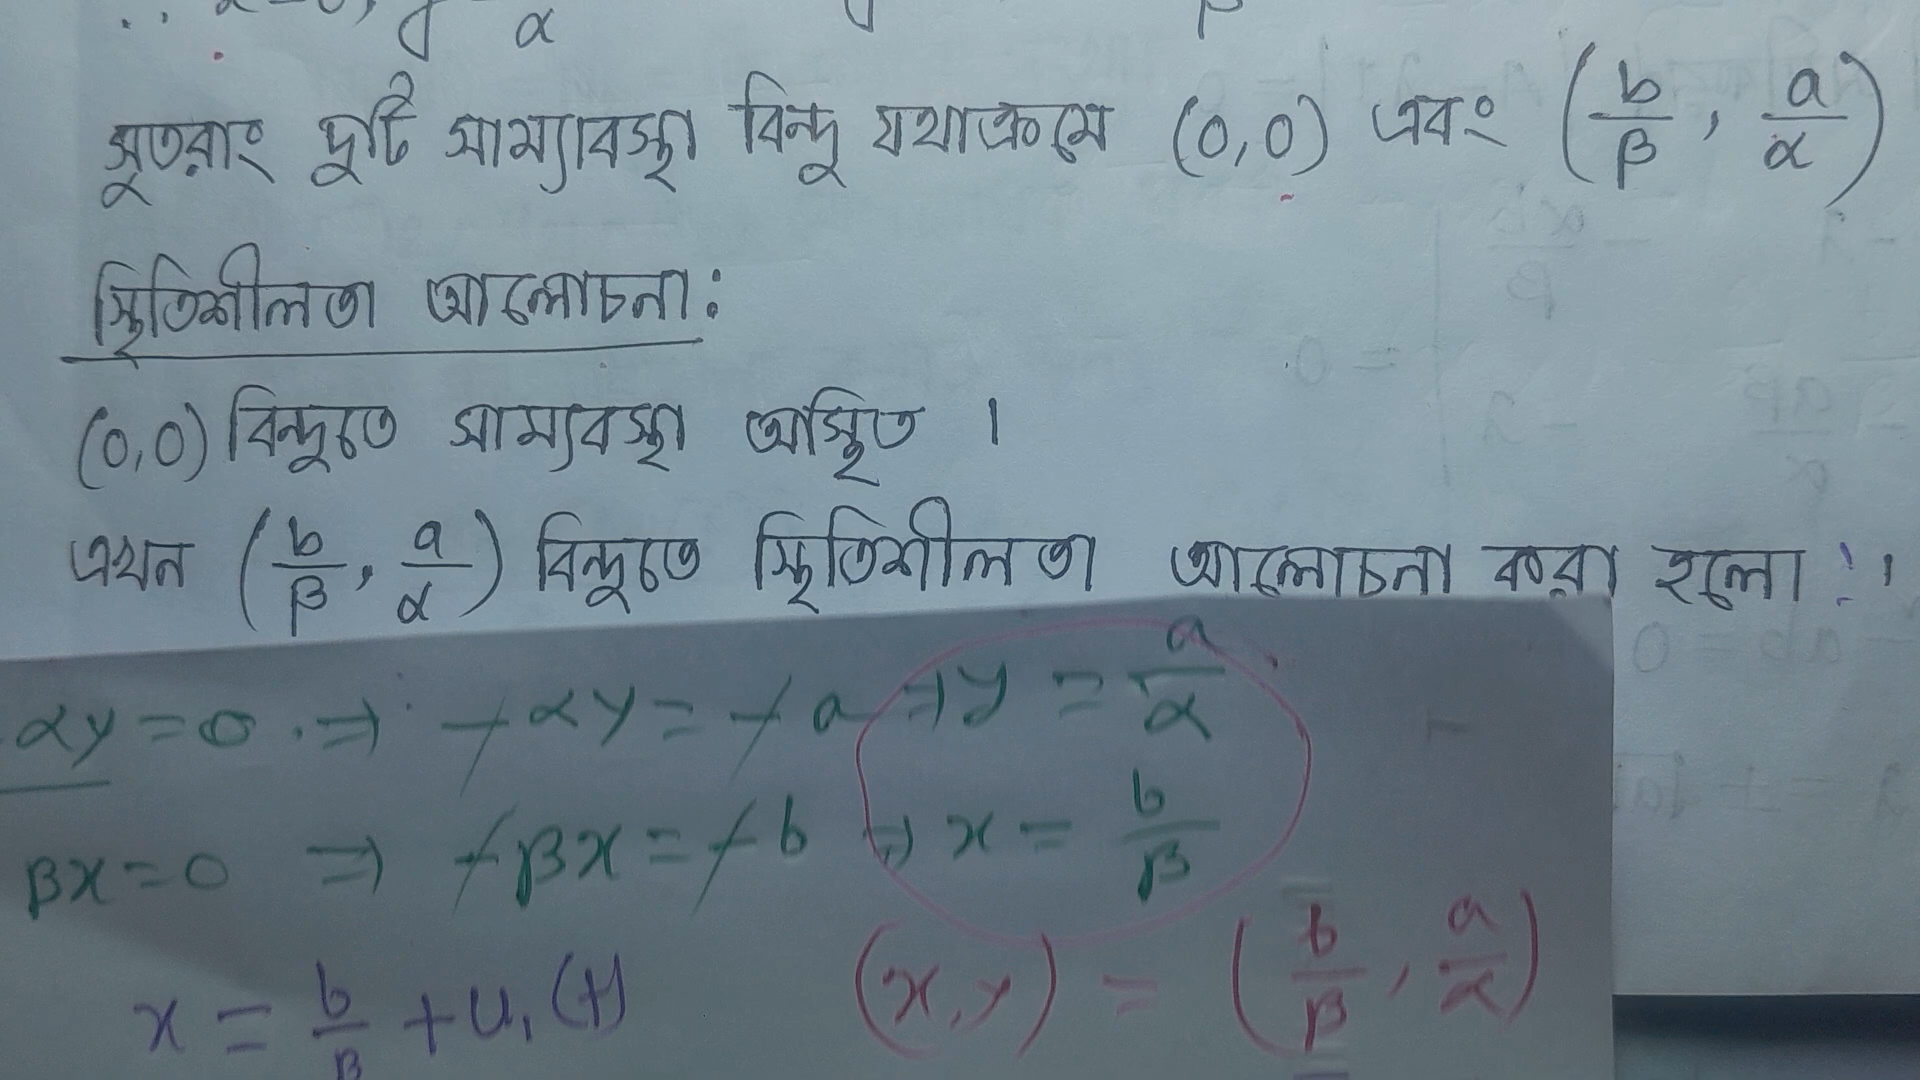 সুতরাং দুটি সাম্যাবস্থা বিন্দু যথাক্রমে (0,0) এবং (b/β, a/α)
স্থিতিশীলতা আলোচনা:
(0,0) বিন্দুতে সাম্যবস্থা অস্থিত ।
এখন (b/β, a/α) বিন্দুতে স্থিতিশীলতা আলোচনা করা হলো : ।
αy = 0 . ⇒ -αy = -a ⇒ y = a/α
βx = 0 ⇒ -βx = -b ⇒ x = b/β
x = b/β + u₁(t) (x,y) = (b/β, a/α)